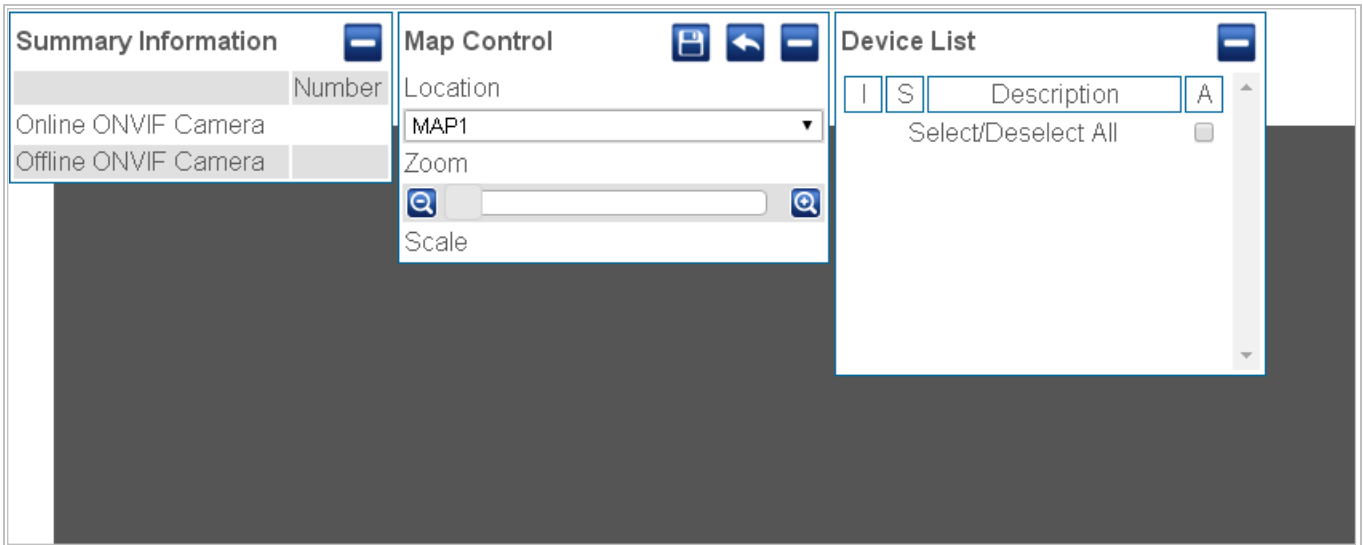 Summary Information
Number
Online ONVIF Camera
Offline ONVIF Camera
Map Control
Location
MAP1
Zoom
Scale
Device List
I S Description A
Select/Deselect All